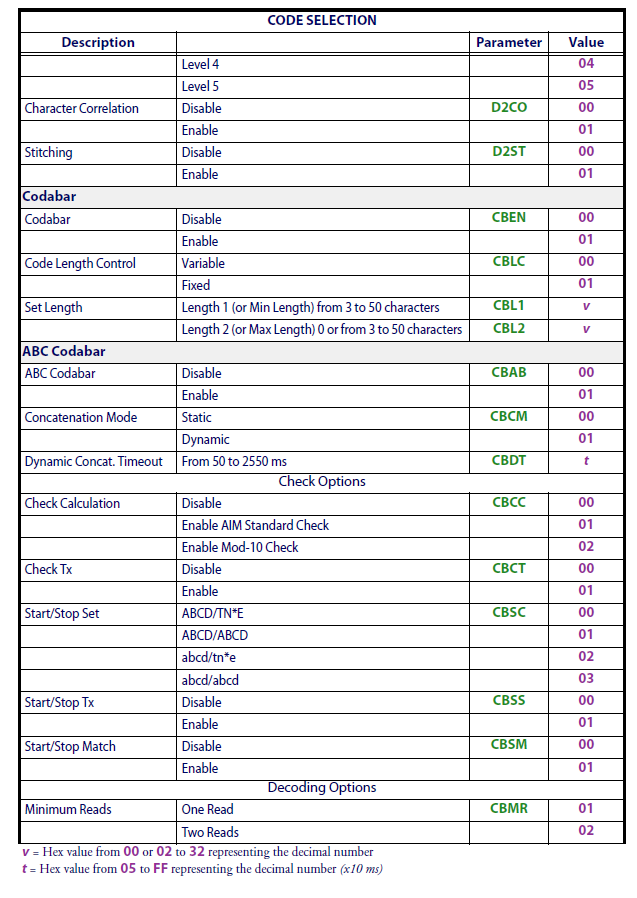 CODE SELECTION
Description Parameter Value
Level 4 04
Level 5 05
Character Correlation Disable D2CO 00
Enable 01
Stitching Disable D2ST 00
Enable 01
Codabar
Codabar Disable CBEN 00
Enable 01
Code Length Control Variable CBLC 00
Fixed 01
Set Length Length 1 (or Min Length) from 3 to 50 characters CBL1 v
Length 2 (or Max Length) 0 or from 3 to 50 characters CBL2 v
ABC Codabar
ABC Codabar Disable CBAB 00
Enable 01
Concatenation Mode Static CBCM 00
Dynamic 01
Dynamic Concat. Timeout From 50 to 2550 ms CBDT t
Check Options
Check Calculation Disable CBCC 00
Enable AIM Standard Check 01
Enable Mod-10 Check 02
Check Tx Disable CBCT 00
Enable 01
Start/Stop Set ABCD/TN*E CBSC 00
ABCD/ABCD 01
abcd/tn*e 02
abcd/abcd 03
Start/Stop Tx Disable CBSS 00
Enable 01
Start/Stop Match Disable CBSM 00
Enable 01
Decoding Options
Minimum Reads One Read CBMR 01
Two Reads 02
v = Hex value from 00 or 02 to 32 representing the decimal number
t = Hex value from 05 to FF representing the decimal number (x10 ms)